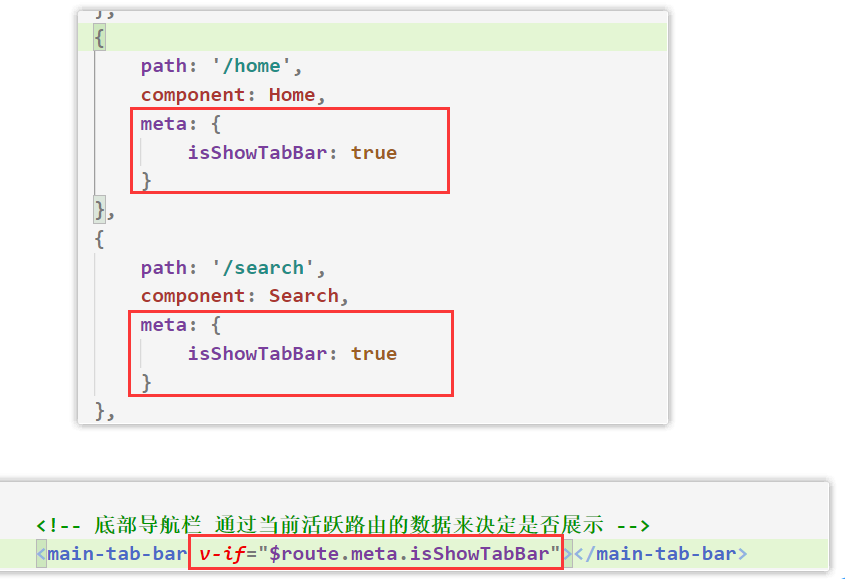 },
{
path: '/home',
component: Home,
meta: {
isShowTabBar: true
}
},
{
path: '/search',
component: Search,
meta: {
isShowTabBar: true
}
},
<!-- 底部导航栏 通过当前活跃路由的数据来决定是否展示 -->
<main-tab-bar v-if="$route.meta.isShowTabBar"></main-tab-bar>